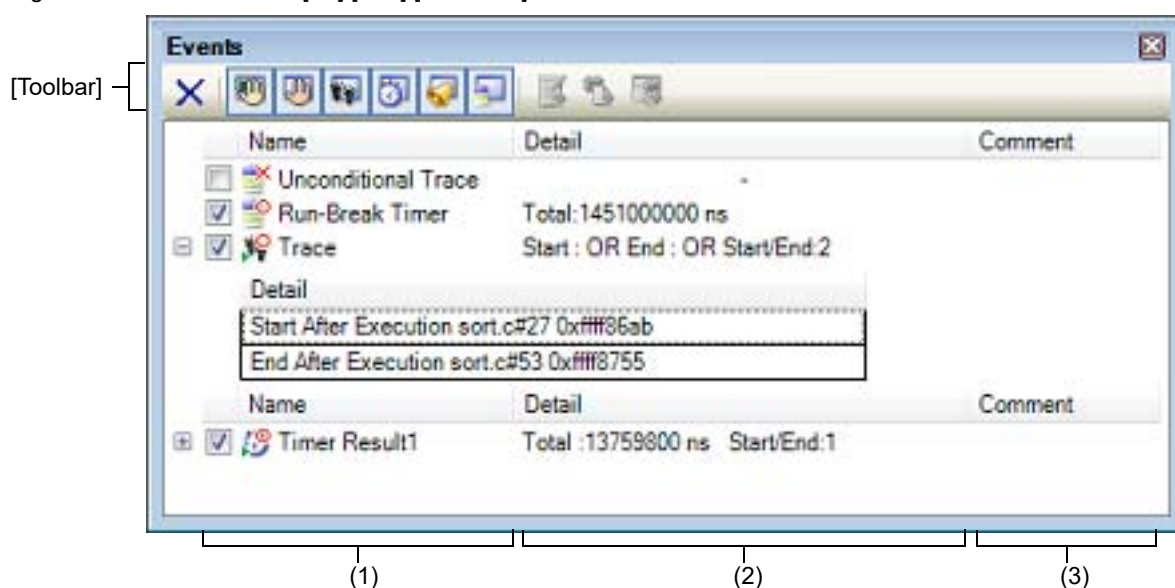 Events
[Toolbar]
Name Detail Comment
Unconditional Trace -
Run-Break Timer Total:1451000000 ns
Trace Start : OR End : OR Start/End:2
Detail
Start After Execution sort.c#27 0xffff86ab
End After Execution sort.c#53 0xffff8755
Name Detail Comment
Timer Result1 Total :13759800 ns Start/End:1
(1) (2) (3)